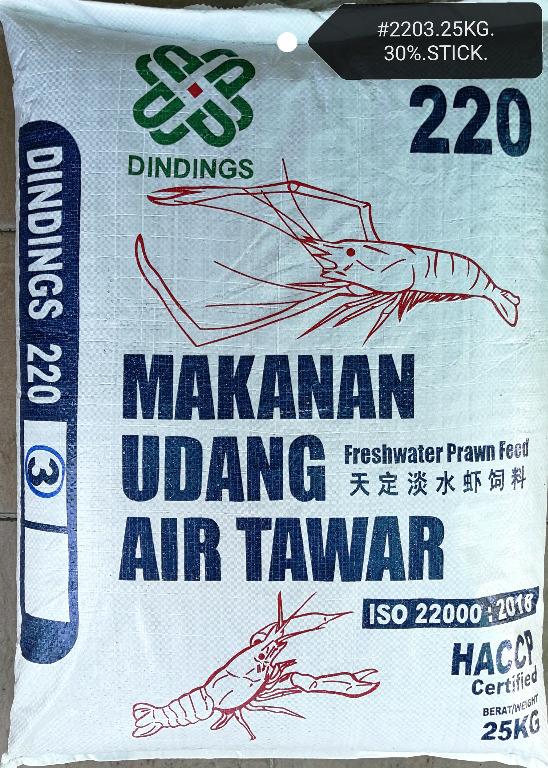 #2203.25KG.
30%.STICK.
220
DINDINGS
DINDINGS 220
3
MAKANAN
UDANG
Freshwater Prawn Feed
天定淡水虾饲料
AIR TAWAR
ISO 22000 : 2018
HACCP
Certified
BERAT/WEIGHT
25KG